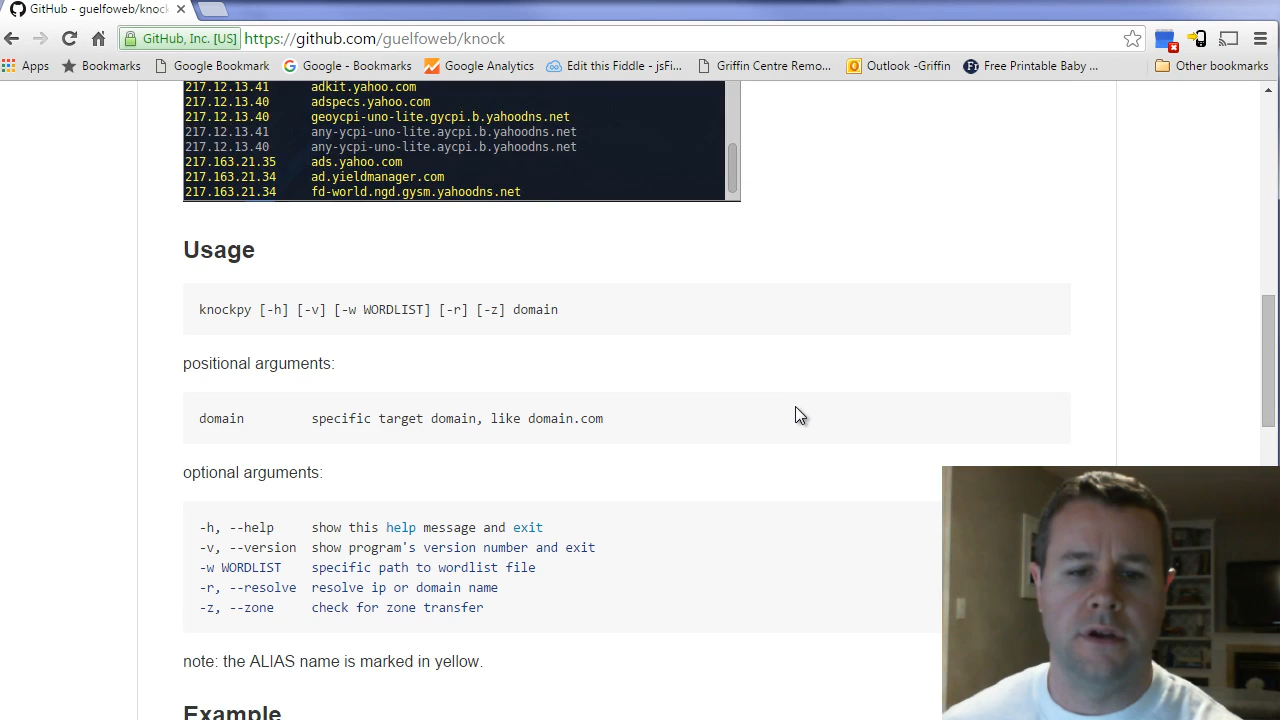 GitHub - guelfoweb/knock
GitHub, Inc. [US] https://github.com/guelfoweb/knock
Apps Bookmarks Google Bookmark Google - Bookmarks Google Analytics Edit this Fiddle - jsFi... Griffin Centre Remo... Outlook -Griffin Free Printable Baby ... Other bookmarks
217.12.13.41 adkit.yahoo.com
217.12.13.40 adspecs.yahoo.com
217.12.13.40 geoycpi-uno-lite.gycpi.b.yahoodns.net
217.12.13.41 any-ycpi-uno-lite.aycpi.b.yahoodns.net
217.12.13.40 any-ycpi-uno-lite.aycpi.b.yahoodns.net
217.163.21.35 ads.yahoo.com
217.163.21.34 ad.yieldmanager.com
217.163.21.34 fd-world.ngd.gysm.yahoodns.net
Usage
knockpy [-h] [-v] [-w WORDLIST] [-r] [-z] domain
positional arguments:
domain specific target domain, like domain.com
optional arguments:
-h, --help show this help message and exit
-v, --version show program's version number and exit
-w WORDLIST specific path to wordlist file
-r, --resolve resolve ip or domain name
-z, --zone check for zone transfer
note: the ALIAS name is marked in yellow.
Example